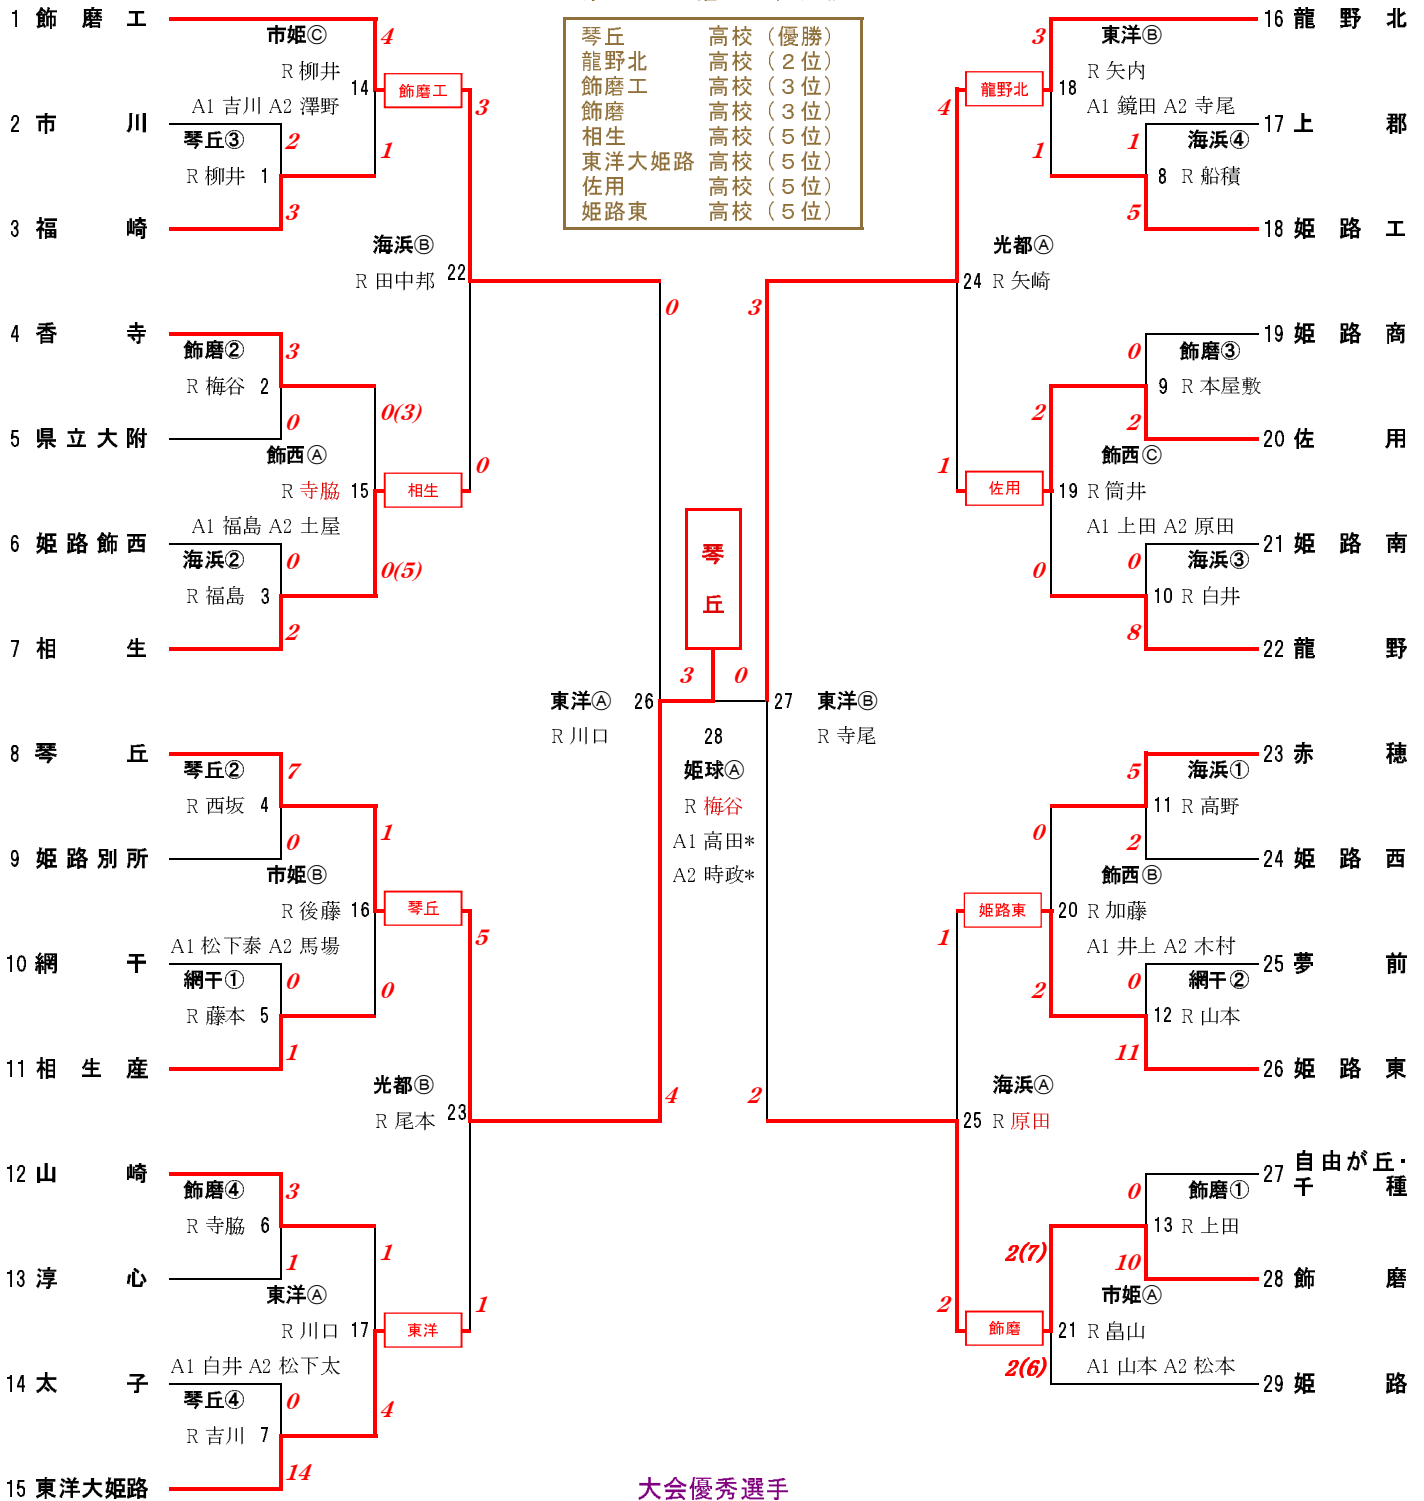 琴丘 高校（優勝）
龍野北 高校（２位）
飾磨工 高校（３位）
飾磨 高校（３位）
相生 高校（５位）
東洋大姫路 高校（５位）
佐用 高校（５位）
姫路東 高校（５位）
1 飾磨工
市姫Ⓒ 4
R 柳井 14 飾磨工 3
A1 吉川 A2 澤野
2 市川
琴丘③ 2 1
R 柳井 1
3
3 福崎
海浜Ⓑ
R 田中邦 22
0
4 香寺
飾磨② 3
R 梅谷 2
0(3)
0
5 県立大附
飾西Ⓐ 0
R 寺脇 15 相生
A1 福島 A2 土屋
6 姫路飾西
海浜② 0 0(5)
R 福島 3
2
7 相生
東洋Ⓐ 26
R 川口
8 琴丘
琴丘② 7
R 西坂 4
1
0
9 姫路別所
市姫Ⓑ
R 後藤 16 琴丘 5
A1 松下泰 A2 馬場
10 網干
網干① 0 0
R 藤本 5
1
11 相生産
光都Ⓑ 4
R 尾本 23
12 山崎
飾磨④ 3
R 寺脇 6
1
1
13 淳心
東洋Ⓐ 1
R 川口 17 東洋
A1 白井 A2 松下太
14 太子
琴丘④ 0 4
R 吉川 7
14
15 東洋大姫路
琴丘
3 0
28
姫球Ⓐ
R 梅谷
A1 高田*
A2 時政*
16 龍野北
3 東洋Ⓑ
4 龍野北 18 R 矢内
A1 鏡田 A2 寺尾
17 上郡
1 1 海浜④
8 R 船積
5
18 姫路工
光都Ⓐ
24 R 矢崎
3
19 姫路商
0 飾磨③
9 R 本屋敷
2 2
20 佐用
1 飾西Ⓒ
佐用 19 R 筒井
A1 上田 A2 原田
21 姫路南
0 0 海浜③
10 R 白井
8
22 龍野
27 東洋Ⓑ
R 寺尾
23 赤穂
5 海浜①
11 R 高野
0 2
24 姫路西
飾西Ⓑ
1 姫路東 20 R 加藤
A1 井上 A2 木村
25 夢前
2 0 網干②
12 R 山本
11
26 姫路東
2 海浜Ⓐ
25 R 原田
27 自由が丘・
千種
0 飾磨①
13 R 上田
2(7) 10
28 飾磨
2 市姫Ⓐ
飾磨 21 R 畠山
2(6) A1 山本 A2 松本
29 姫路
大会優秀選手